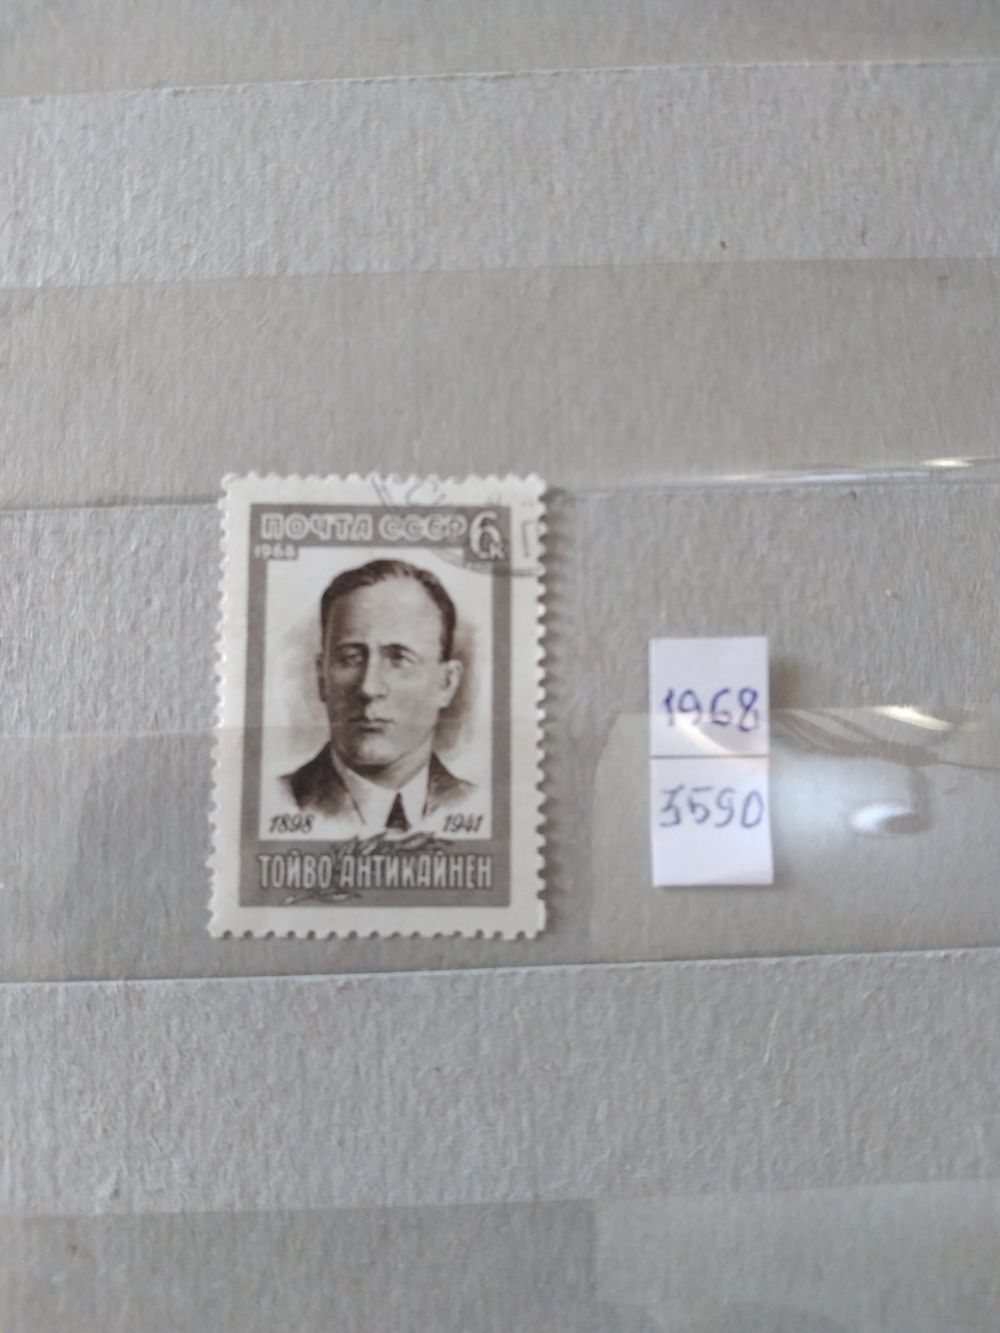 ПОЧТА СССР 6к
1968
1898 1941
ТОЙВО АНТИКАЙНЕН
1968
3590